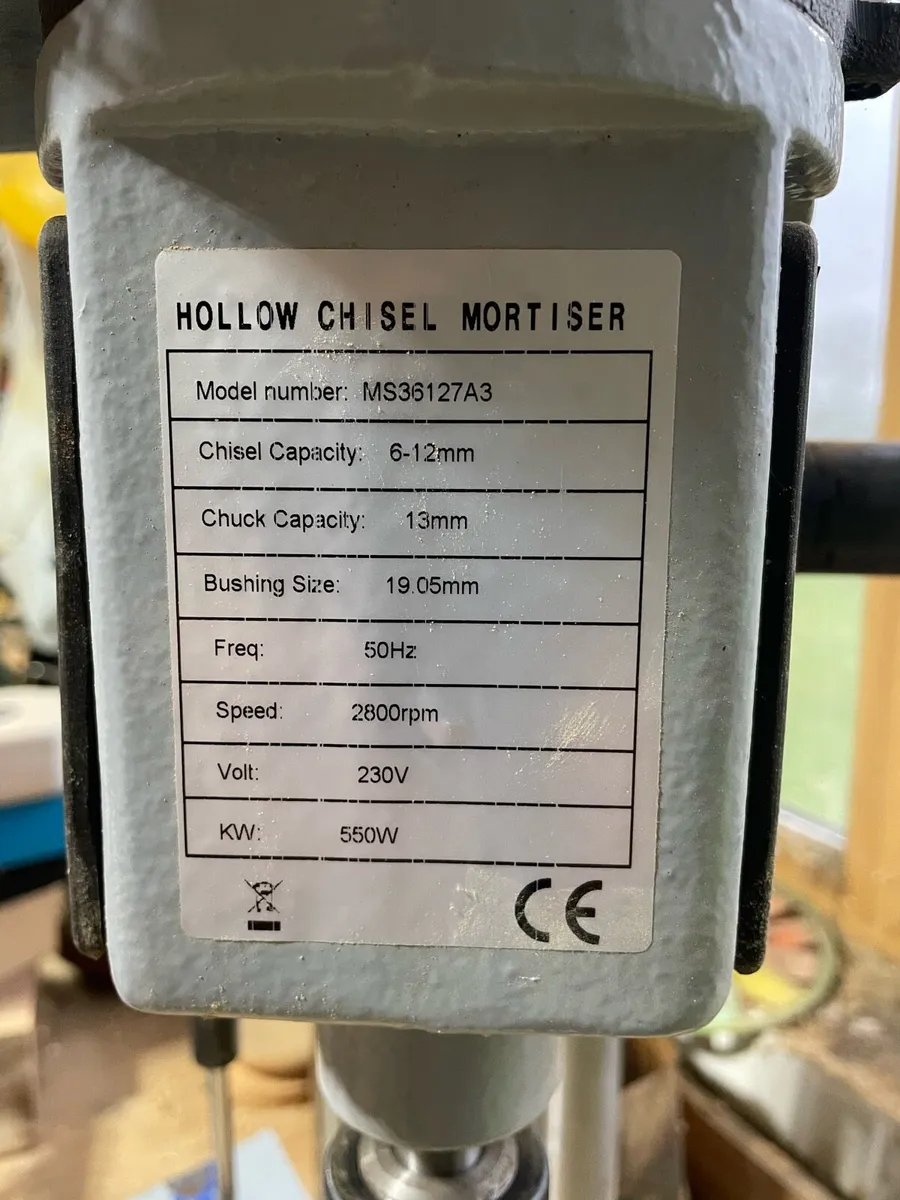 HOLLOW CHISEL MORTISER
Model number: MS36127A3
Chisel Capacity: 6-12mm
Chuck Capacity: 13mm
Bushing Size: 19.05mm
Freq: 50Hz
Speed: 2800rpm
Volt: 230V
KW: 550W
CE